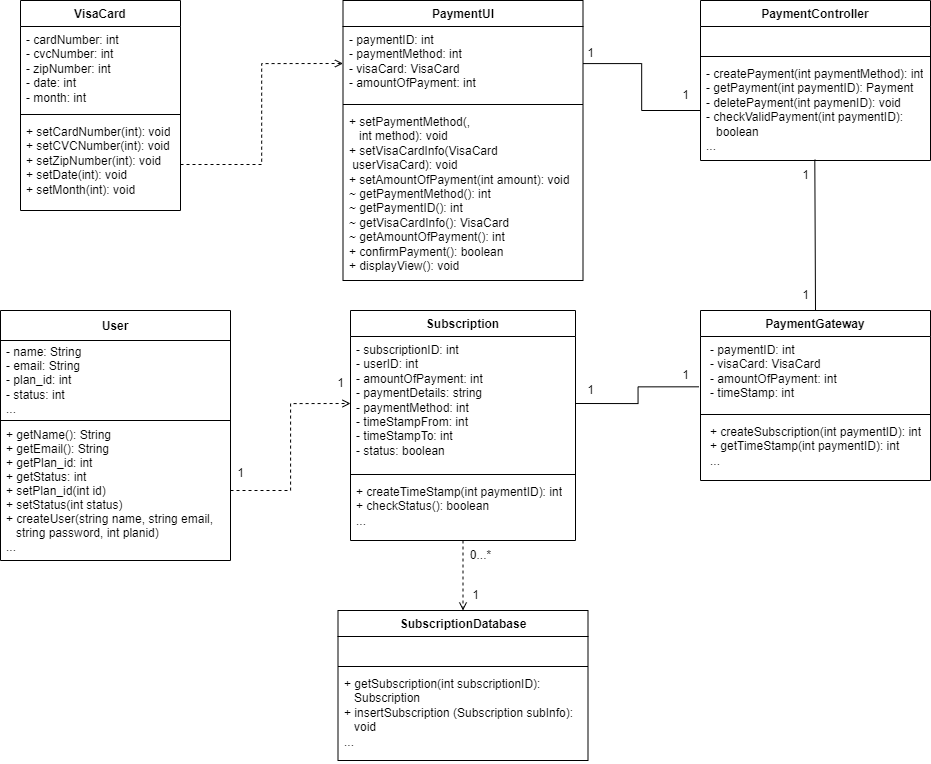 VisaCard
- cardNumber: int
- cvcNumber: int
- zipNumber: int
- date: int
- month: int
+ setCardNumber(int): void
+ setCVCNumber(int): void
+ setZipNumber(int): void
+ setDate(int): void
+ setMonth(int): void
PaymentUI
- paymentID: int
- paymentMethod: int
- visaCard: VisaCard
- amountOfPayment: int
+ setPaymentMethod(,
int method): void
+ setVisaCardInfo(VisaCard
userVisaCard): void
+ setAmountOfPayment(int amount): void
~ getPaymentMethod(): int
~ getPaymentID(): int
~ getVisaCardInfo(): VisaCard
~ getAmountOfPayment(): int
+ confirmPayment(): boolean
+ displayView(): void
1
1
PaymentController
- createPayment(int paymentMethod): int
- getPayment(int paymentID): Payment
- deletePayment(int paymenID): void
- checkValidPayment(int paymentID):
boolean
...
1
1
User
- name: String
- email: String
- plan_id: int
- status: int
...
+ getName(): String
+ getEmail(): String
+ getPlan_id: int
+ getStatus: int
+ setPlan_id(int id)
+ setStatus(int status)
+ createUser(string name, string email,
string password, int planid)
...
1
1
Subscription
- subscriptionID: int
- userID: int
- amountOfPayment: int
- paymentDetails: string
- paymentMethod: int
- timeStampFrom: int
- timeStampTo: int
- status: boolean
+ createTimeStamp(int paymentID): int
+ checkStatus(): boolean
...
1
1
PaymentGateway
- paymentID: int
- visaCard: VisaCard
- amountOfPayment: int
- timeStamp: int
+ createSubscription(int paymentID): int
+ getTimeStamp(int paymentID): int
...
0...*
1
SubscriptionDatabase
+ getSubscription(int subscriptionID):
Subscription
+ insertSubscription (Subscription subInfo):
void
...